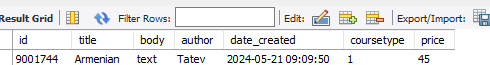 Result Grid Filter Rows: Edit: Export/Import:
id title body author date_created coursetype price
9001744 Armenian text Tatev 2024-05-21 09:09:50 1 45